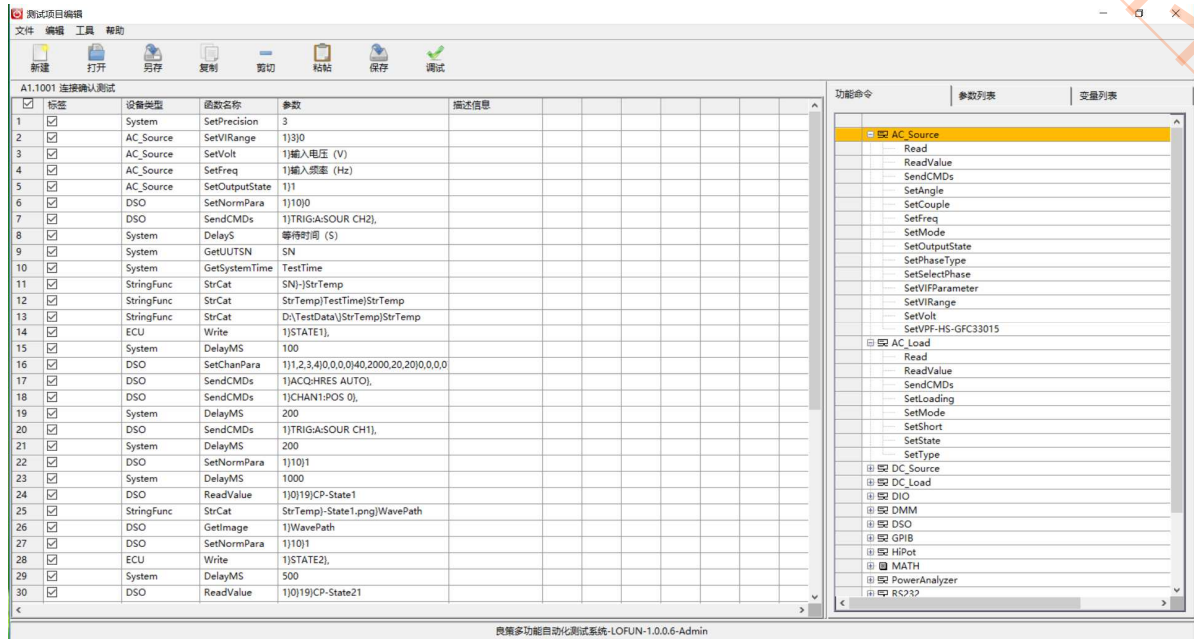 测试项目编辑
文件 编辑 工具 帮助
新建 打开 另存 复制 剪切 粘帖 保存 调试
A1.1001 连接确认测试
标签 设备类型 函数名称 参数 描述信息
1 System SetPrecision 3
2 AC_Source SetVIRange 1}3}0
3 AC_Source SetVolt 1}输入电压 (V)
4 AC_Source SetFreq 1}输入频率 (Hz)
5 AC_Source SetOutputState 1}1
6 DSO SetNormPara 1}10}0
7 DSO SendCMDs 1}TRIG:A:SOUR CH2},
8 System DelayS 等待时间 (S)
9 System GetUUTSN SN
10 System GetSystemTime TestTime
11 StringFunc StrCat SN}-}StrTemp
12 StringFunc StrCat StrTemp}TestTime}StrTemp
13 StringFunc StrCat D:\TestData\}StrTemp}StrTemp
14 ECU Write 1}STATE1},
15 System DelayMS 100
16 DSO SetChanPara 1}1,2,3,4}0,0,0,0}40,2000,20,20}0,0,0,0
17 DSO SendCMDs 1}ACQ:HRES AUTO},
18 DSO SendCMDs 1}CHAN1:POS 0},
19 System DelayMS 200
20 DSO SendCMDs 1}TRIG:A:SOUR CH1},
21 System DelayMS 200
22 DSO SetNormPara 1}10}1
23 System DelayMS 1000
24 DSO ReadValue 1}0}19}CP-State1
25 StringFunc StrCat StrTemp}-State1.png}WavePath
26 DSO GetImage 1}WavePath
27 DSO SetNormPara 1}10}1
28 ECU Write 1}STATE2},
29 System DelayMS 500
30 DSO ReadValue 1}0}19}CP-State21
功能命令 参数列表 变量列表
AC_Source
Read
ReadValue
SendCMDs
SetAngle
SetCouple
SetFreq
SetMode
SetOutputState
SetPhaseType
SetSelectPhase
SetVIFParameter
SetVIRange
SetVolt
SetVPF-HS-GFC33015
AC_Load
Read
ReadValue
SendCMDs
SetLoading
SetMode
SetShort
SetState
SetType
DC_Source
DC_Load
DIO
DMM
DSO
GPIB
HiPot
MATH
PowerAnalyzer
RS232
良策多功能自动化测试系统-LOFUN-1.0.0.6-Admin